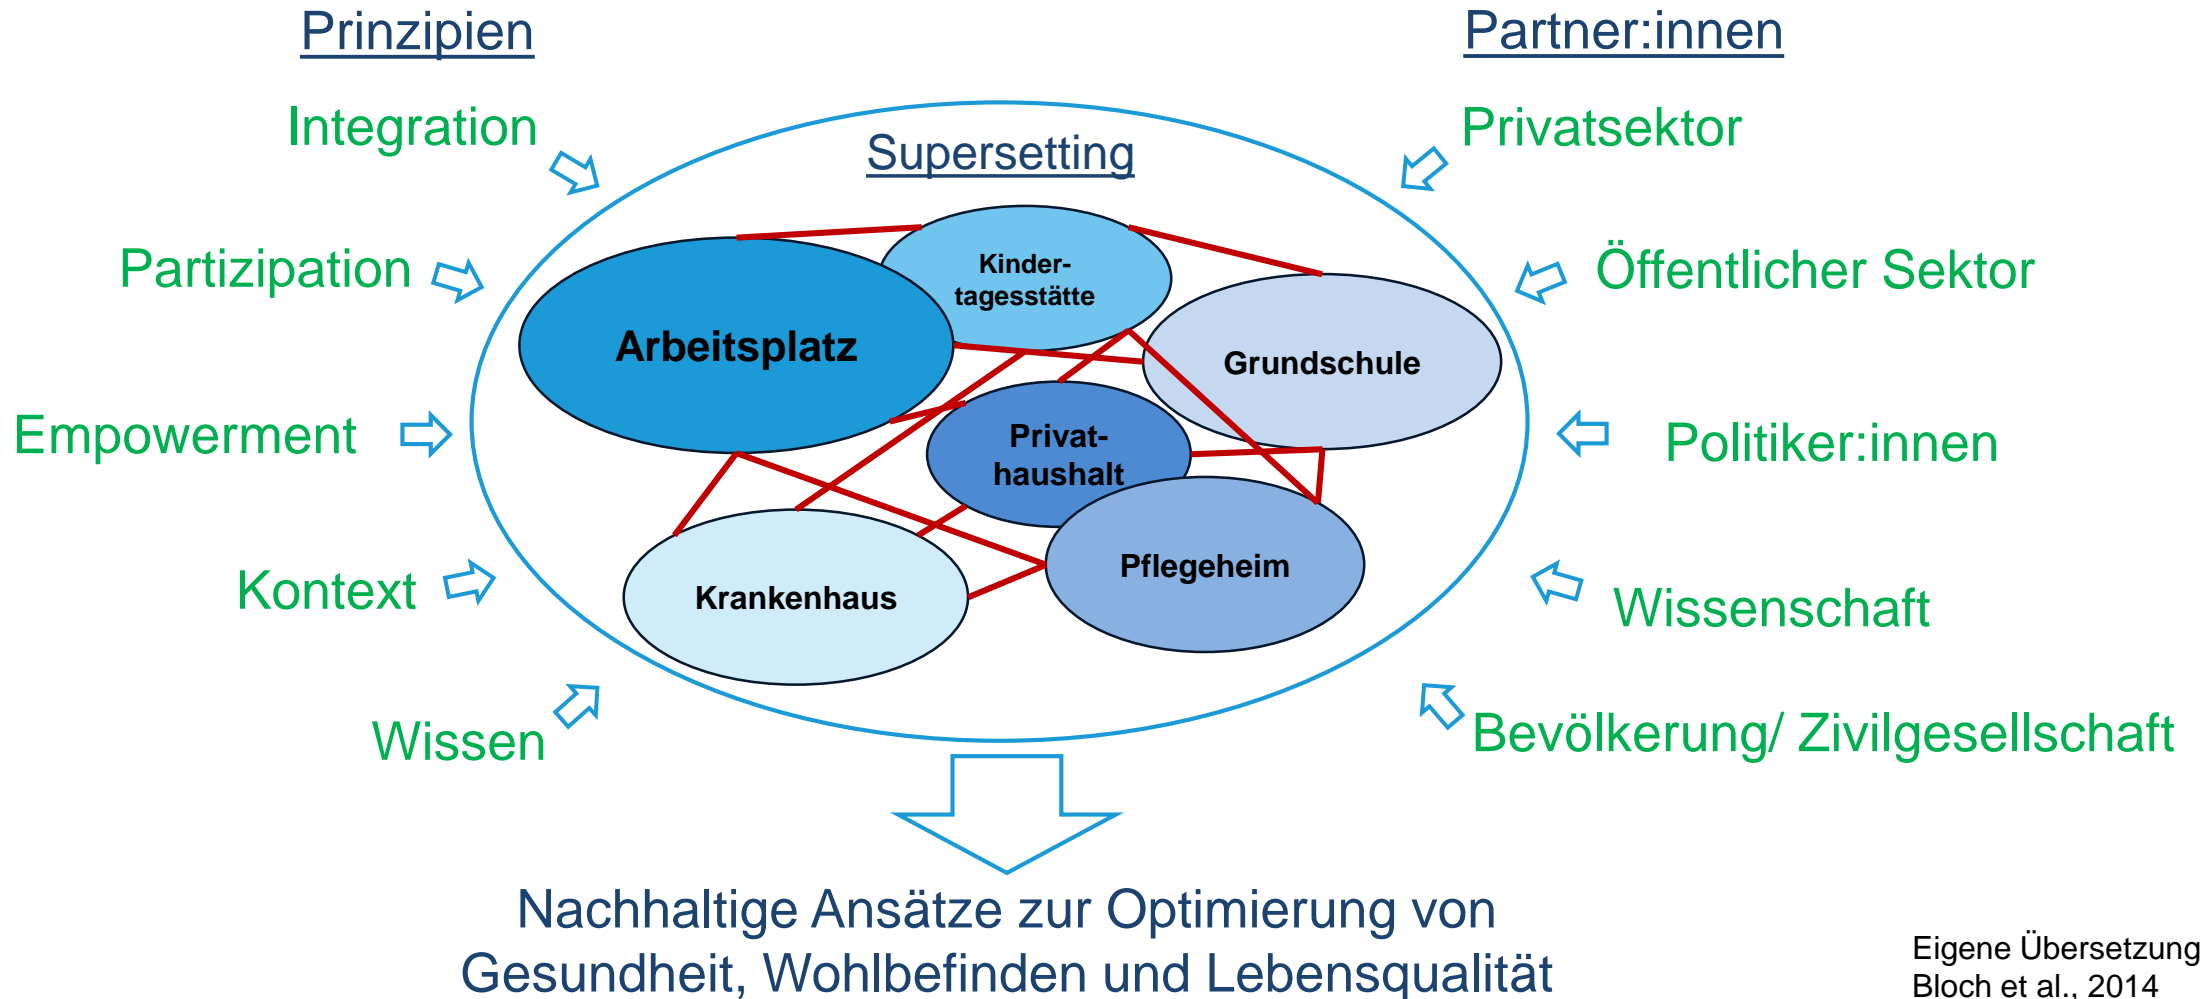 Prinzipien
Partner:innen
Integration
Privatsektor
Supersetting
Partizipation
Kinder-
tagesstätte
Öffentlicher Sektor
Arbeitsplatz
Grundschule
Empowerment
Privat-
haushalt
Politiker:innen
Kontext
Krankenhaus
Pflegeheim
Wissenschaft
Wissen
Bevölkerung/ Zivilgesellschaft
Nachhaltige Ansätze zur Optimierung von
Gesundheit, Wohlbefinden und Lebensqualität
Eigene Übersetzung
Bloch et al., 2014